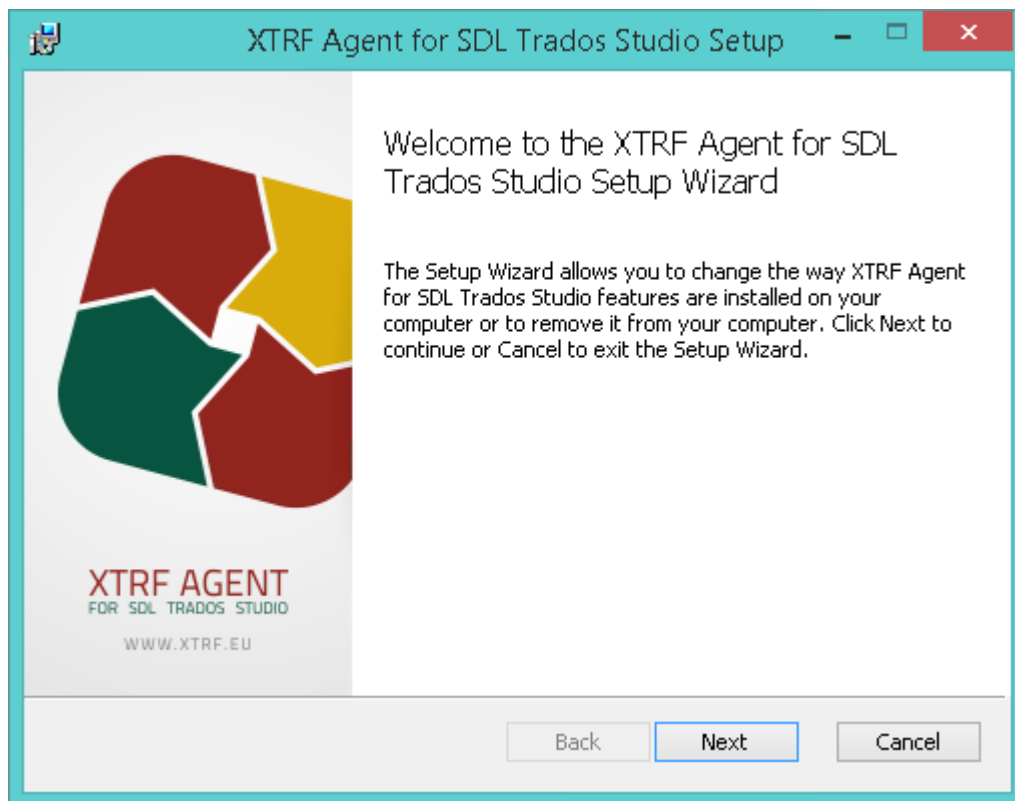 XTRF Agent for SDL Trados Studio Setup
Welcome to the XTRF Agent for SDL
Trados Studio Setup Wizard
The Setup Wizard allows you to change the way XTRF Agent
for SDL Trados Studio features are installed on your
computer or to remove it from your computer. Click Next to
continue or Cancel to exit the Setup Wizard.
XTRF AGENT
FOR SDL TRADOS STUDIO
WWW.XTRF.EU
Back Next Cancel